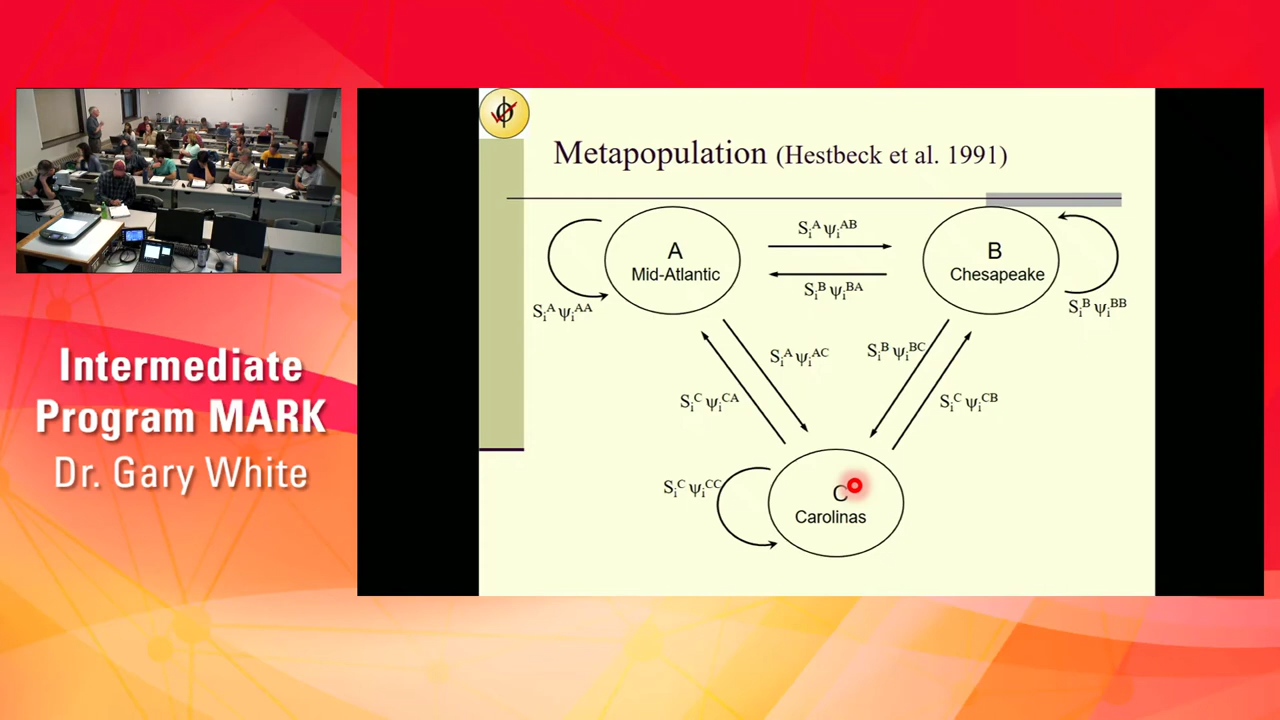 Metapopulation (Hestbeck et al. 1991)
A
Mid-Atlantic
B
Chesapeake
C
Carolinas
Sᵢᴬ ψᵢᴬᴮ
Sᵢᴮ ψᵢᴮᴬ
Sᵢᴬ ψᵢᴬᴬ
Sᵢᴮ ψᵢᴮᴮ
Sᵢᴬ ψᵢᴬꟲ
Sᵢᴮ ψᵢᴮꟲ
Sᵢꟲ ψᵢꟲᴬ
Sᵢꟲ ψᵢꟲᴮ
Sᵢꟲ ψᵢꟲꟲ
Intermediate
Program MARK
Dr. Gary White